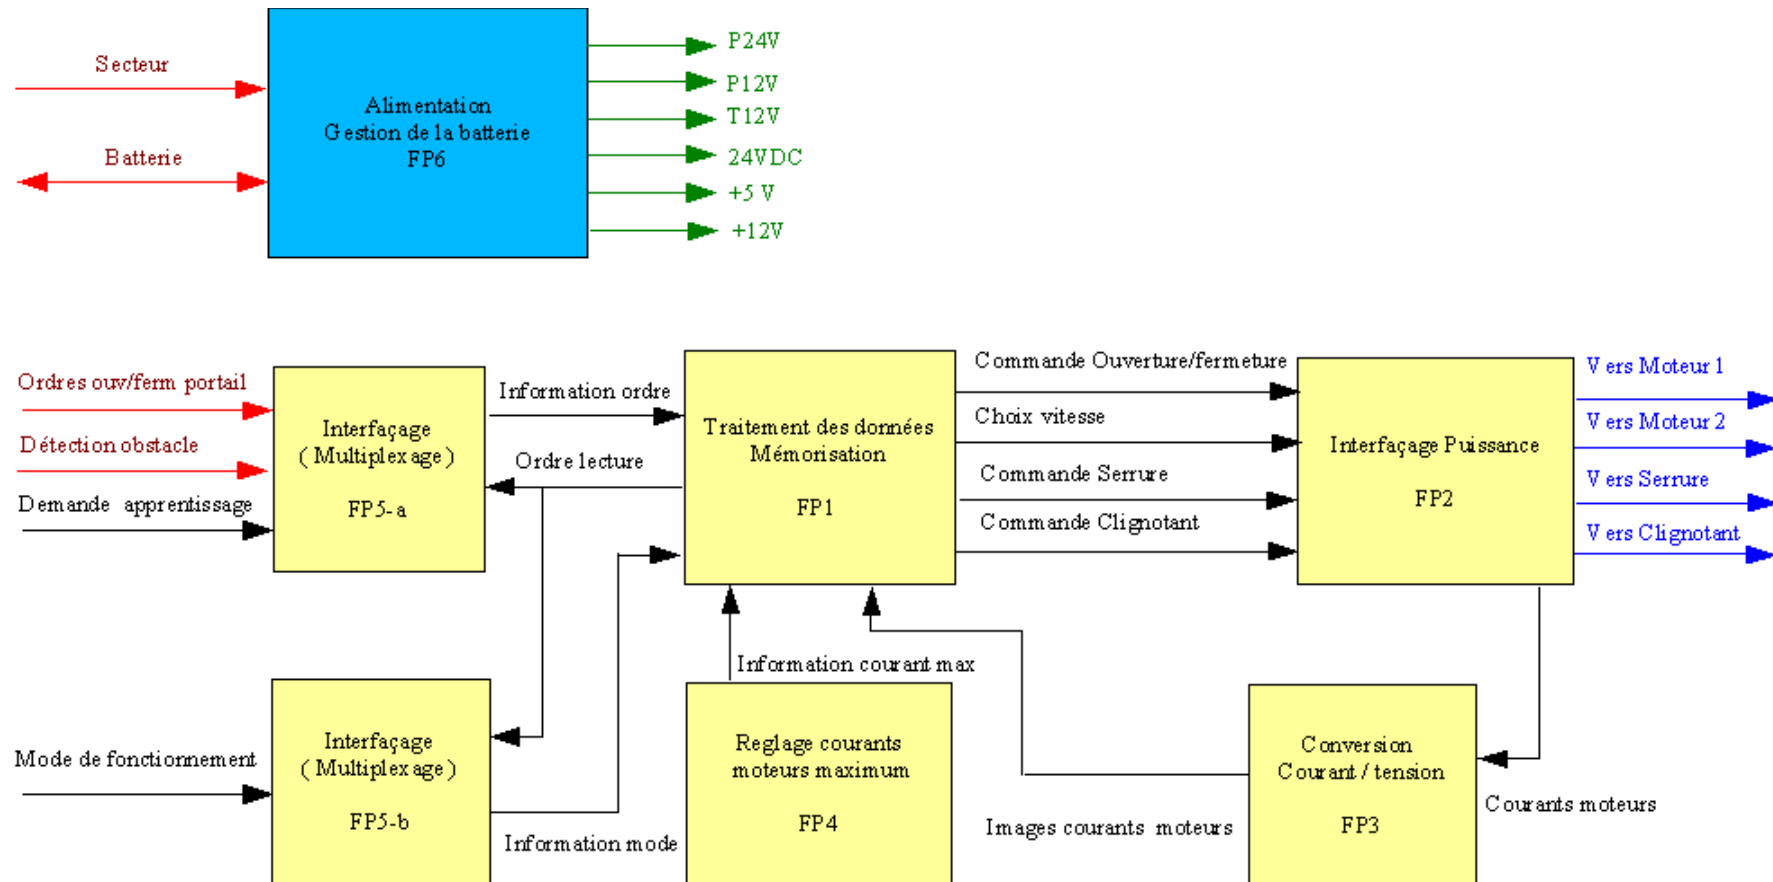 Secteur
Batterie
Alimentation
Gestion de la batterie
FP6
P24V
P12V
T12V
24VDC
+5 V
+12V
Ordres ouv/ferm portail
Détection obstacle
Demande apprentissage
Interfaçage
( Multiplexage )
FP5-a
Information ordre
Ordre lecture
Traitement des données
Mémorisation
FP1
Commande Ouverture/fermeture
Choix vitesse
Commande Serrure
Commande Clignotant
Interfaçage Puissance
FP2
Vers Moteur 1
Vers Moteur 2
Vers Serrure
Vers Clignotant
Mode de fonctionnement
Interfaçage
( Multiplexage )
FP5-b
Information mode
Information courant max
Reglage courants
moteurs maximum
FP4
Images courants moteurs
Conversion
Courant / tension
FP3
Courants moteurs